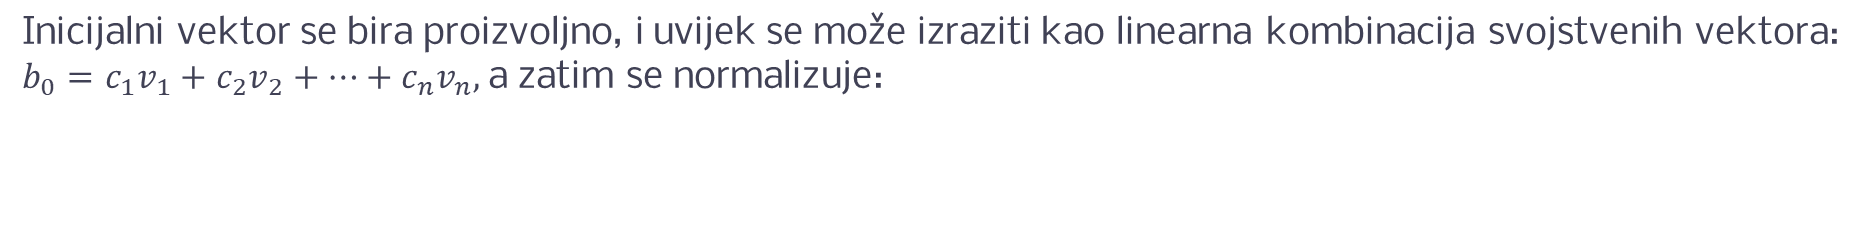 Inicijalni vektor se bira proizvoljno, i uvijek se može izraziti kao linearna kombinacija svojstvenih vektora:
𝑏₀ = 𝑐₁𝑣₁ + 𝑐₂𝑣₂ + ⋯ + 𝑐ₙ𝑣ₙ, a zatim se normalizuje: